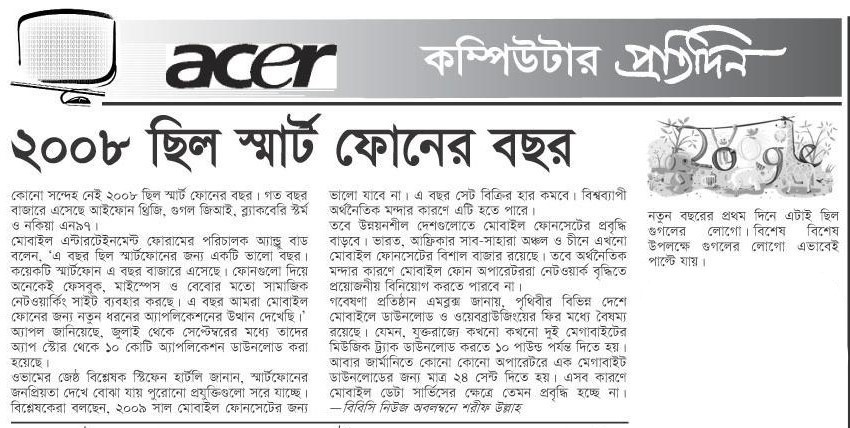 acer
কম্পিউটার প্রতিদিন
২০০৮ ছিল স্মার্ট ফোনের বছর
কোনো সন্দেহ নেই ২০০৮ ছিল স্মার্ট ফোনের বছর। গত বছর
বাজারে এসেছে আইফোন থ্রিজি, গুগল জিআই, ব্ল্যাকবেরি স্টর্ম
ও নকিয়া এন৯৭।
মোবাইল এন্টারটেইনমেন্ট ফোরামের পরিচালক অ্যান্ড্রু বাড
বলেন, ‘এ বছর ছিল স্মার্টফোনের জন্য একটি ভালো বছর।
কয়েকটি স্মার্টফোন এ বছর বাজারে এসেছে। ফোনগুলো দিয়ে
অনেকেই ফেসবুক, মাইস্পেস ও বেবোর মতো সামাজিক
নেটওয়ার্কিং সাইট ব্যবহার করছে। এ বছর আমরা মোবাইল
ফোনের জন্য নতুন ধরনের অ্যাপলিকেশনের উত্থান দেখেছি।’
অ্যাপল জানিয়েছে, জুলাই থেকে সেপ্টেম্বরের মধ্যে তাদের
অ্যাপ স্টোর থেকে ১০ কোটি অ্যাপলিকেশন ডাউনলোড করা
হয়েছে।
ওভামের জেষ্ঠ বিশ্লেষক স্টিফেন হার্টলি জানান, স্মার্টফোনের
জনপ্রিয়তা দেখে বোঝা যায় পুরোনো প্রযুক্তিগুলো সরে যাচ্ছে।
বিশ্লেষকেরা বলছেন, ২০০৯ সাল মোবাইল ফোনসেটের জন্য
ভালো যাবে না। এ বছর সেট বিক্রির হার কমবে। বিশ্বব্যাপী
অর্থনৈতিক মন্দার কারণে এটি হতে পারে।
তবে উন্নয়নশীল দেশগুলোতে মোবাইল ফোনসেটের প্রবৃদ্ধি
বাড়বে। ভারত, আফ্রিকার সাব-সাহারা অঞ্চল ও চীনে এখনো
মোবাইল ফোনসেটের বিশাল বাজার রয়েছে। তবে অর্থনৈতিক
মন্দার কারণে মোবাইল ফোন অপারেটররা নেটওয়ার্ক বৃদ্ধিতে
প্রয়োজনীয় বিনিয়োগ করতে পারবে না।
গবেষণা প্রতিষ্ঠান এমব্লক্স জানায়, পৃথিবীর বিভিন্ন দেশে
মোবাইলে ডাউনলোড ও ওয়েবব্রাউজিংয়ের ফির মধ্যে বৈষম্য
রয়েছে। যেমন, যুক্তরাজ্যে কখনো কখনো দুই মেগাবাইটের
মিউজিক ট্র্যাক ডাউনলোড করতে ১০ পাউন্ড পর্যন্ত দিতে হয়।
আবার জার্মানিতে কোনো কোনো অপারেটরে এক মেগাবাইট
ডাউনলোডের জন্য মাত্র ২৪ সেন্ট দিতে হয়। এসব কারণে
মোবাইল ডেটা সার্ভিসের ক্ষেত্রে তেমন প্রবৃদ্ধি হচ্ছে না।
—বিবিসি নিউজ অবলম্বনে শরীফ উল্লাহ
Google
নতুন বছরের প্রথম দিনে এটাই ছিল
গুগলের লোগো। বিশেষ বিশেষ
উপলক্ষে গুগলের লোগো এভাবেই
পাল্টে যায়।